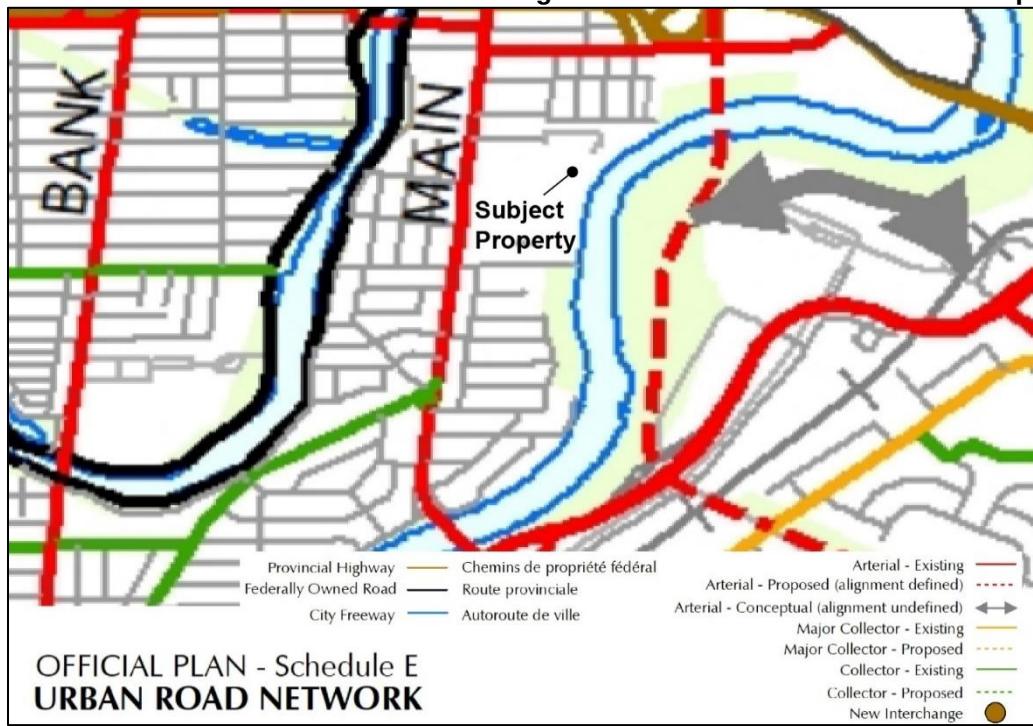 BANK
MAIN
Subject
Property
Provincial Highway
Chemins de propriété fédéral
Federally Owned Road
Route provinciale
City Freeway
Autoroute de ville
Arterial - Existing
Arterial - Proposed (alignment defined)
Arterial - Conceptual (alignment undefined)
Major Collector - Existing
Major Collector - Proposed
Collector - Existing
Collector - Proposed
New Interchange
OFFICIAL PLAN - Schedule E
URBAN ROAD NETWORK